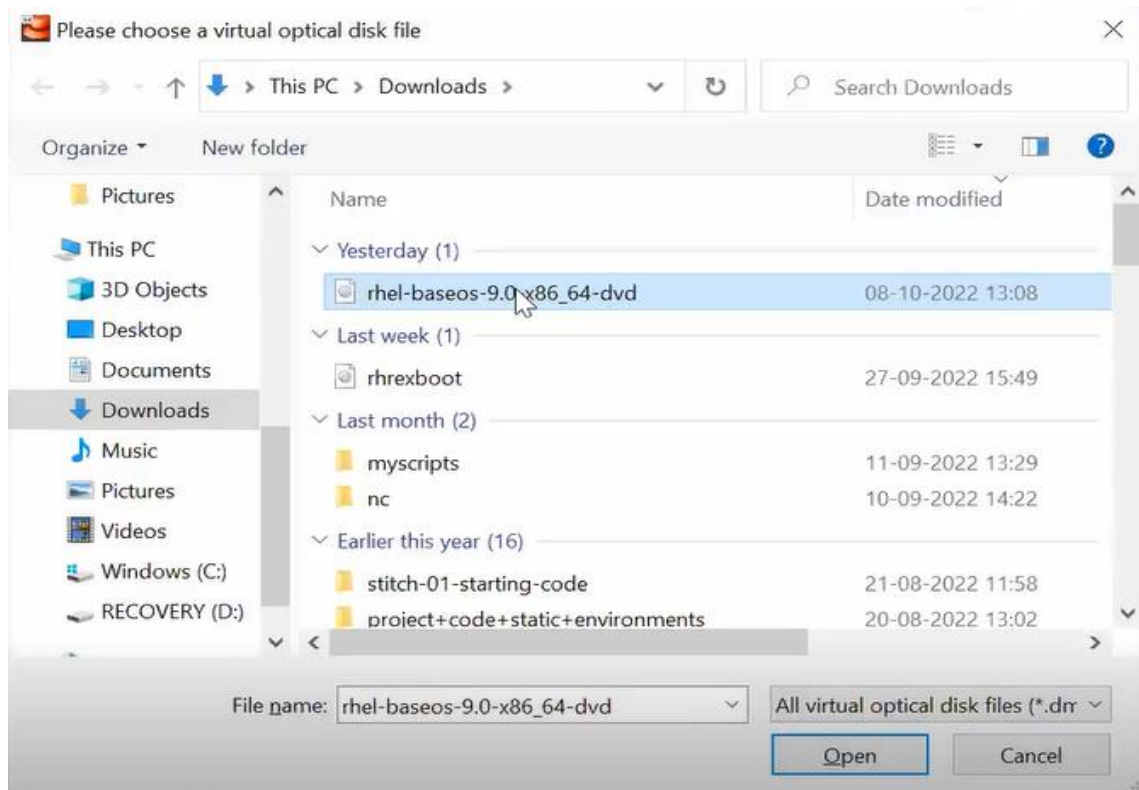 Please choose a virtual optical disk file
This PC > Downloads >
Search Downloads
Organize
New folder
Pictures
This PC
3D Objects
Desktop
Documents
Downloads
Music
Pictures
Videos
Windows (C:)
RECOVERY (D:)
Name Date modified
Yesterday (1)
rhel-baseos-9.0-x86_64-dvd 08-10-2022 13:08
Last week (1)
rhrexboot 27-09-2022 15:49
Last month (2)
myscripts 11-09-2022 13:29
nc 10-09-2022 14:22
Earlier this year (16)
stitch-01-starting-code 21-08-2022 11:58
project+code+static+environments 20-08-2022 13:02
File name: rhel-baseos-9.0-x86_64-dvd All virtual optical disk files (*.dm
Open Cancel